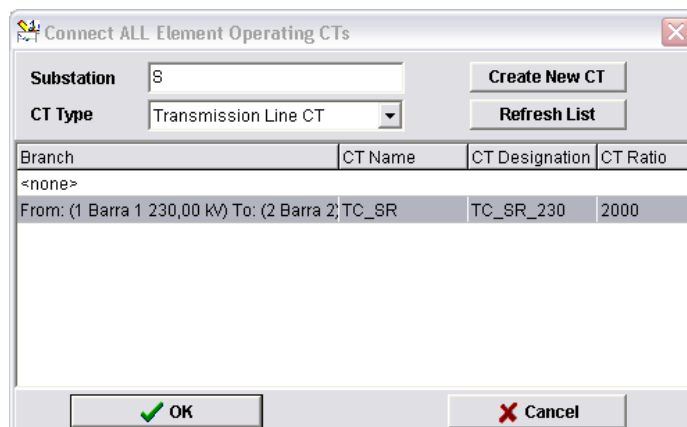 Connect ALL Element Operating CTs
Substation S Create New CT
CT Type Transmission Line CT Refresh List
Branch CT Name CT Designation CT Ratio
<none>
From: (1 Barra 1 230,00 kV) To: (2 Barra 2) TC_SR TC_SR_230 2000
OK Cancel